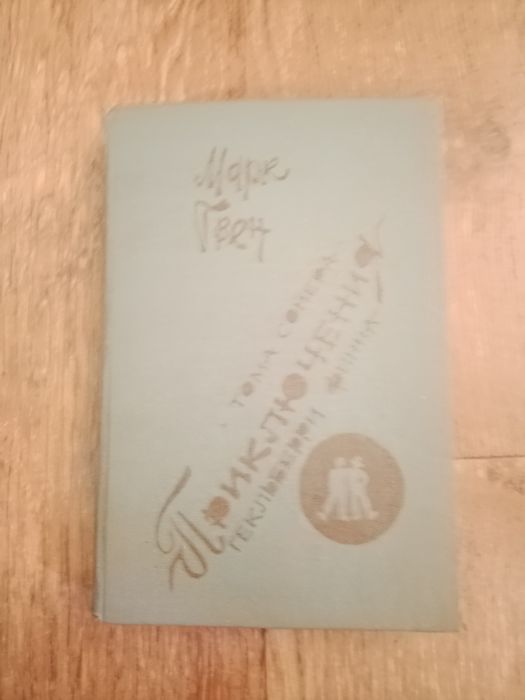 Марк
Твен
ТОМА СОЙЕРА
ПРИКЛЮЧЕНИЯ
ГЕКЛЬБЕРРИ ФИННА